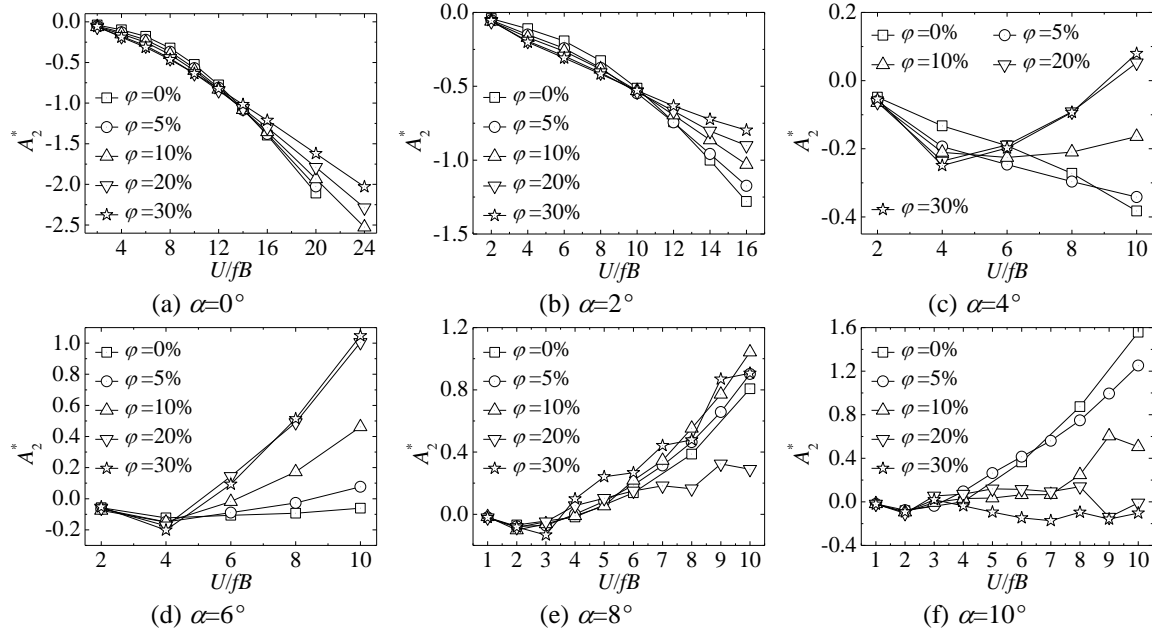 0.0
-0.5
-1.0
-1.5
-2.0
-2.5
A₂*
φ=0%
φ=5%
φ=10%
φ=20%
φ=30%
4 8 12 16 20 24
U/fB
(a) α=0°
0.0
-0.5
-1.0
-1.5
A₂*
φ=0%
φ=5%
φ=10%
φ=20%
φ=30%
2 4 6 8 10 12 14 16
U/fB
(b) α=2°
0.2
0.0
-0.2
-0.4
A₂*
φ=0% φ=5%
φ=10% φ=20%
φ=30%
2 4 6 8 10
U/fB
(c) α=4°
1.0
0.8
0.6
0.4
0.2
0.0
-0.2
A₂*
φ=0%
φ=5%
φ=10%
φ=20%
φ=30%
2 4 6 8 10
U/fB
(d) α=6°
1.2
0.8
0.4
0.0
A₂*
φ=0%
φ=5%
φ=10%
φ=20%
φ=30%
1 2 3 4 5 6 7 8 9 10
U/fB
(e) α=8°
1.6
1.2
0.8
0.4
0.0
-0.4
A₂*
φ=0%
φ=5%
φ=10%
φ=20%
φ=30%
1 2 3 4 5 6 7 8 9 10
U/fB
(f) α=10°